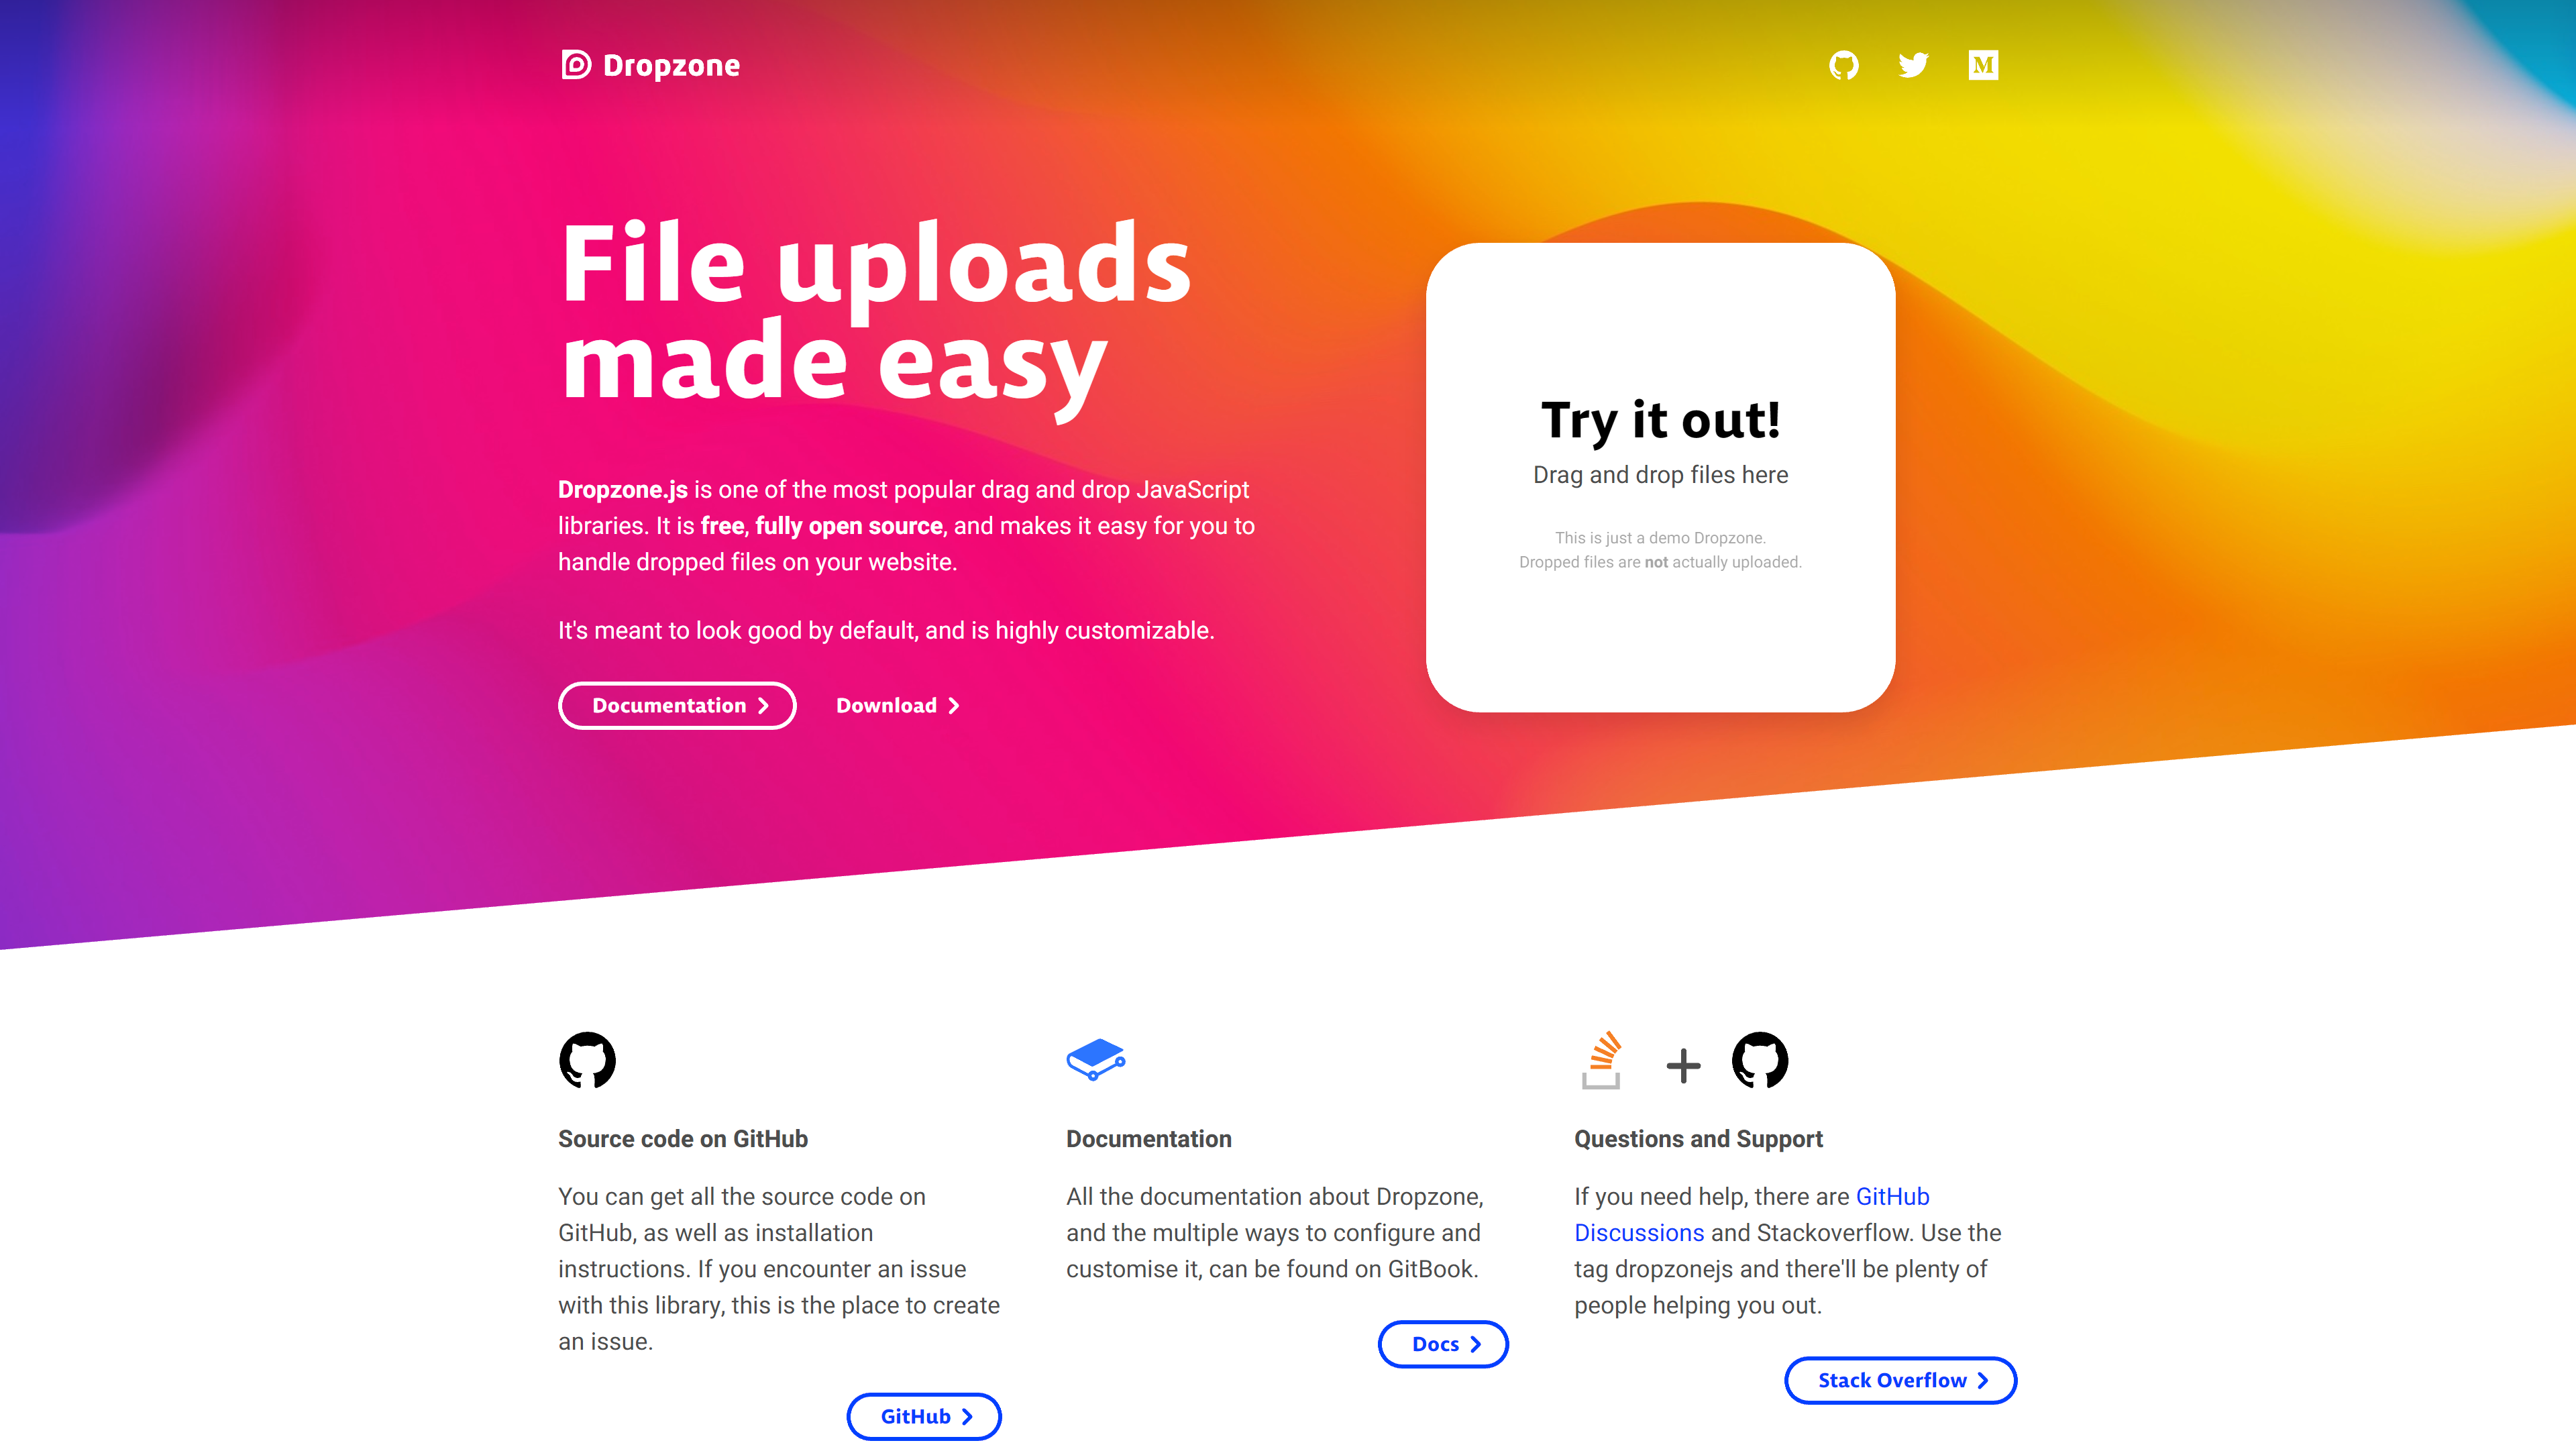 Dropzone
M
File uploads
made easy
Dropzone.js is one of the most popular drag and drop JavaScript
libraries. It is free, fully open source, and makes it easy for you to
handle dropped files on your website.
It's meant to look good by default, and is highly customizable.
Documentation
Download
Try it out!
Drag and drop files here
This is just a demo Dropzone.
Dropped files are not actually uploaded.
Source code on GitHub
You can get all the source code on
GitHub, as well as installation
instructions. If you encounter an issue
with this library, this is the place to create
an issue.
GitHub
Documentation
All the documentation about Dropzone,
and the multiple ways to configure and
customise it, can be found on GitBook.
Docs
Questions and Support
If you need help, there are GitHub
Discussions and Stackoverflow. Use the
tag dropzonejs and there'll be plenty of
people helping you out.
Stack Overflow